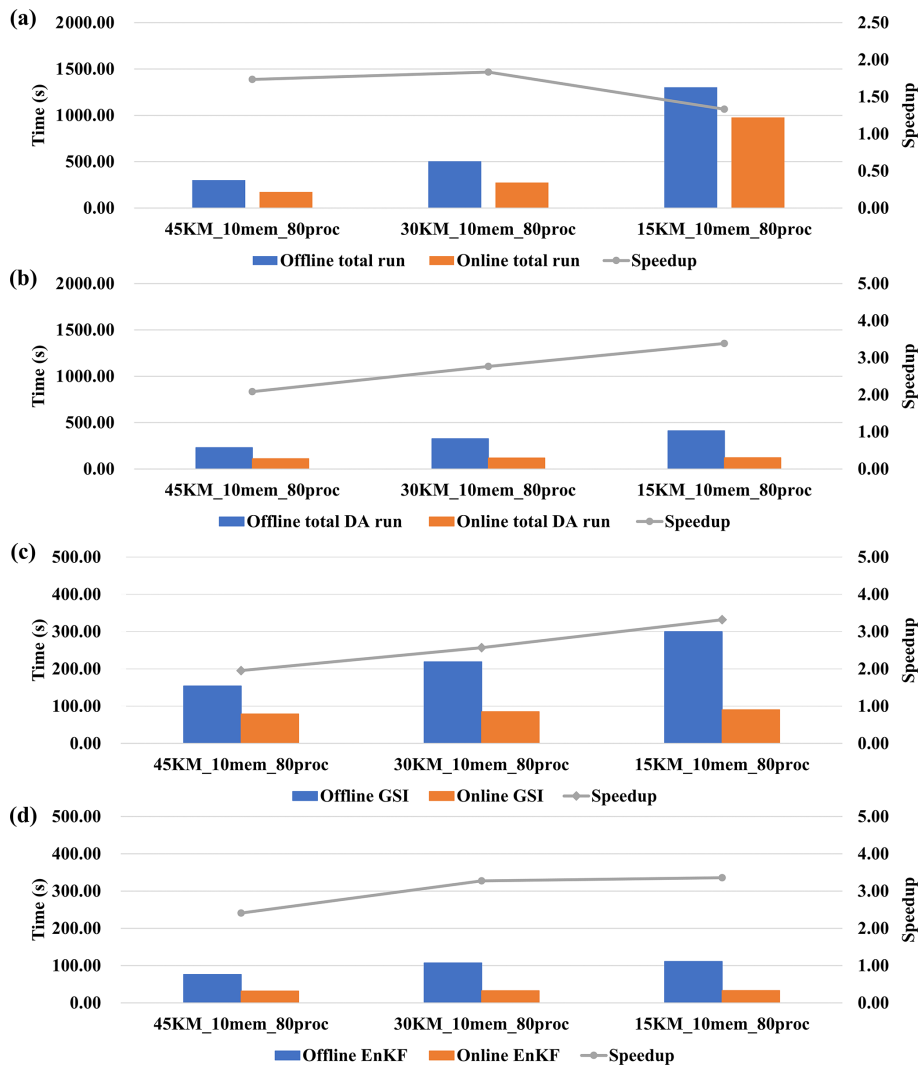 (a)
2000.00
1500.00
1000.00
500.00
0.00
Time (s)
2.50
2.00
1.50
1.00
0.50
0.00
Speedup
45KM_10mem_80proc 30KM_10mem_80proc 15KM_10mem_80proc
Offline total run Online total run Speedup
(b)
2000.00
1500.00
1000.00
500.00
0.00
Time (s)
5.00
4.00
3.00
2.00
1.00
0.00
Speedup
45KM_10mem_80proc 30KM_10mem_80proc 15KM_10mem_80proc
Offline total DA run Online total DA run Speedup
(c)
500.00
400.00
300.00
200.00
100.00
0.00
Time (s)
5.00
4.00
3.00
2.00
1.00
0.00
Speedup
45KM_10mem_80proc 30KM_10mem_80proc 15KM_10mem_80proc
Offline GSI Online GSI Speedup
(d)
500.00
400.00
300.00
200.00
100.00
0.00
Time (s)
5.00
4.00
3.00
2.00
1.00
0.00
Speedup
45KM_10mem_80proc 30KM_10mem_80proc 15KM_10mem_80proc
Offline EnKF Online EnKF Speedup